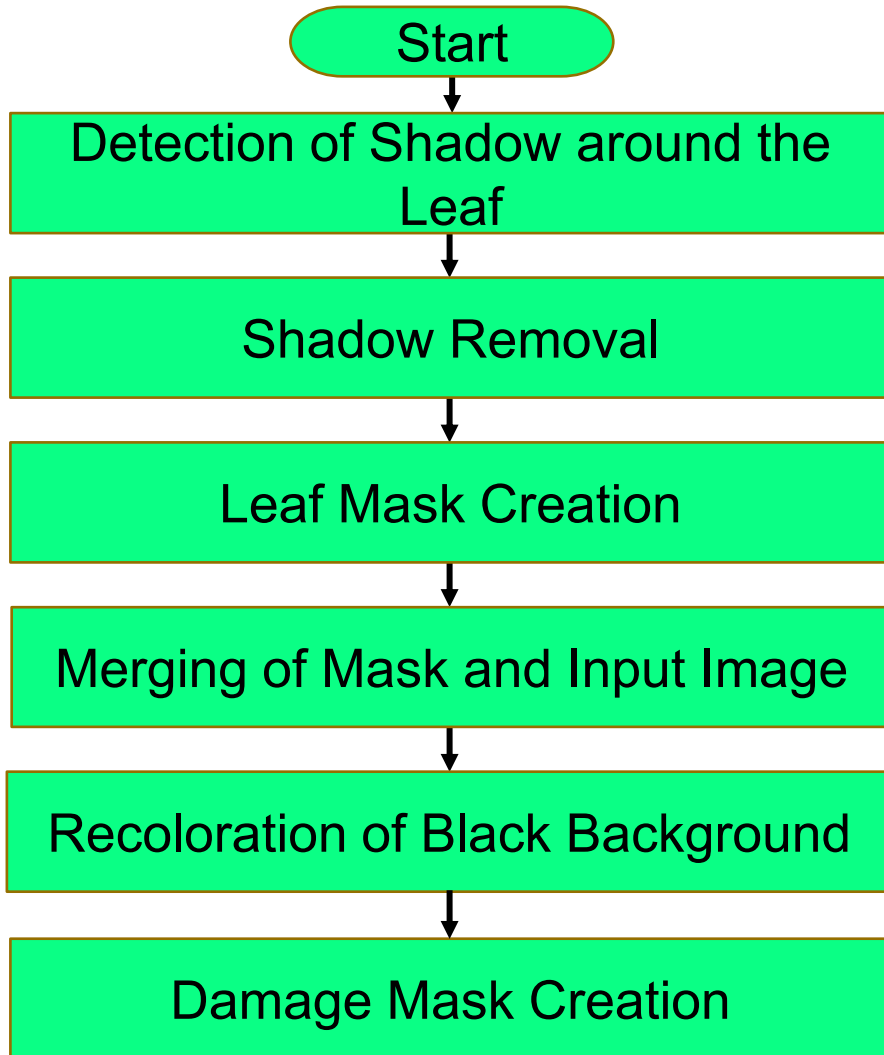 Start
Detection of Shadow around the
Leaf
Shadow Removal
Leaf Mask Creation
Merging of Mask and Input Image
Recoloration of Black Background
Damage Mask Creation